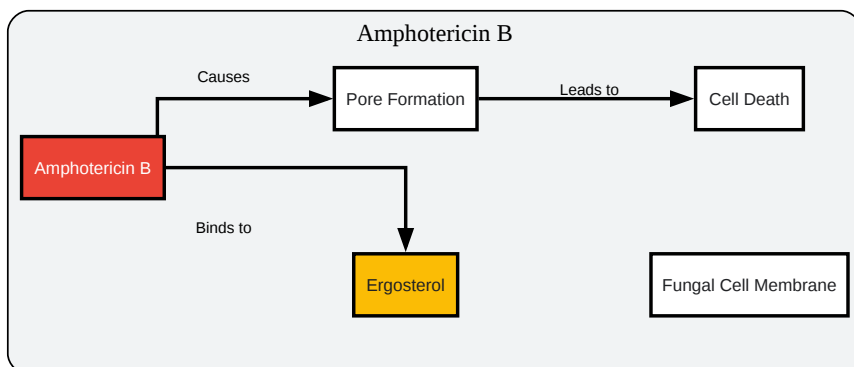 Amphotericin B
Causes
Pore Formation
Leads to
Cell Death
Amphotericin B
Binds to
Ergosterol
Fungal Cell Membrane